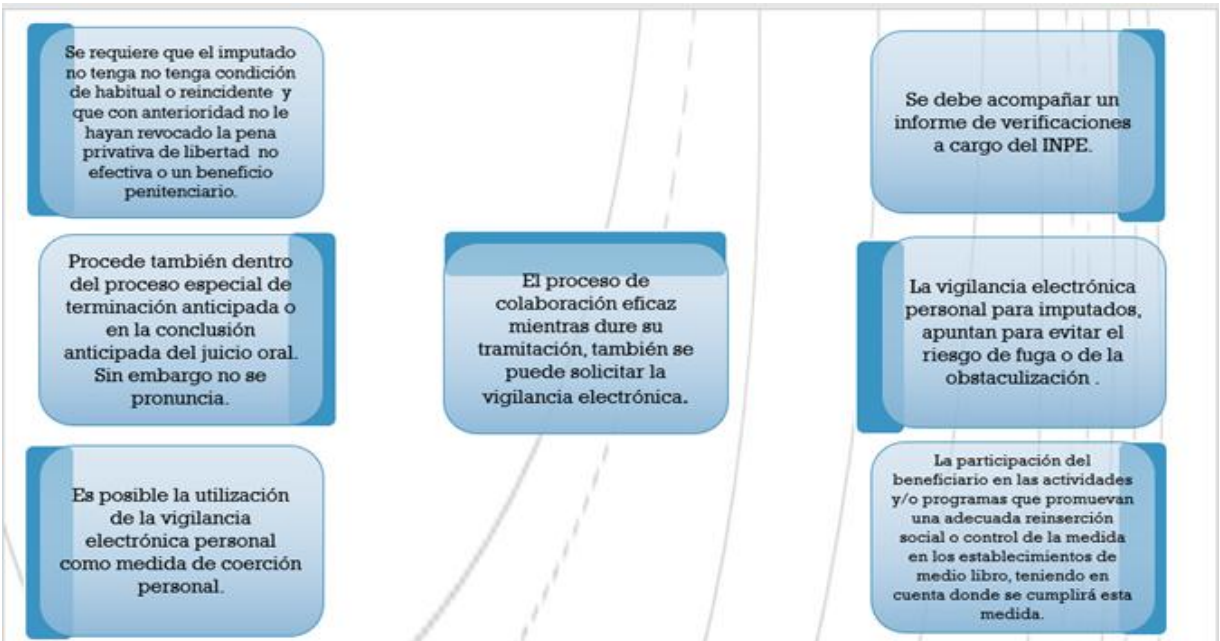 Se requiere que el imputado
no tenga no tenga condición
de habitual o reincidente y
que con anterioridad no le
hayan revocado la pena
privativa de libertad no
efectiva o un beneficio
penitenciario.
Procede también dentro
del proceso especial de
terminación anticipada o
en la conclusión
anticipada del juicio oral.
Sin embargo no se
pronuncia.
Es posible la utilización
de la vigilancia
electrónica personal
como medida de coerción
personal.
El proceso de
colaboración eficaz
mientras dure su
tramitación, también se
puede solicitar la
vigilancia electrónica.
Se debe acompañar un
informe de verificaciones
a cargo del INPE.
La vigilancia electrónica
personal para imputados,
apuntan para evitar el
riesgo de fuga o de la
obstaculización .
La participación del
beneficiario en las actividades
y/o programas que promuevan
una adecuada reinserción
social o control de la medida
en los establecimientos de
medio libro, teniendo en
cuenta donde se cumplirá esta
medida.